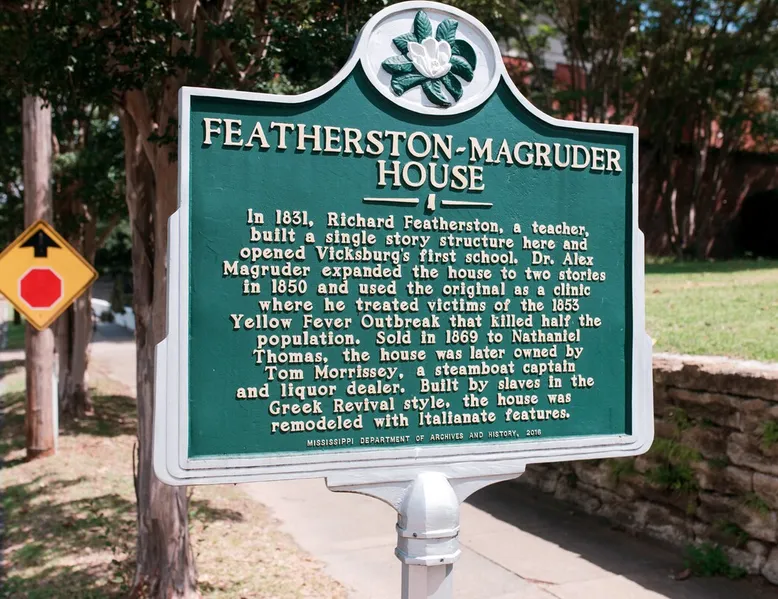 FEATHERSTON-MAGRUDER
HOUSE
In 1831, Richard Featherston, a teacher,
built a single story structure here and
opened Vicksburg's first school. Dr. Alex
Magruder expanded the house to two stories
in 1850 and used the original as a clinic
where he treated victims of the 1853
Yellow Fever Outbreak that killed half the
population. Sold in 1869 to Nathaniel
Thomas, the house was later owned by
Tom Morrissey, a steamboat captain
and liquor dealer. Built by slaves in the
Greek Revival style, the house was
remodeled with Italianate features.
MISSISSIPPI DEPARTMENT OF ARCHIVES AND HISTORY, 2016